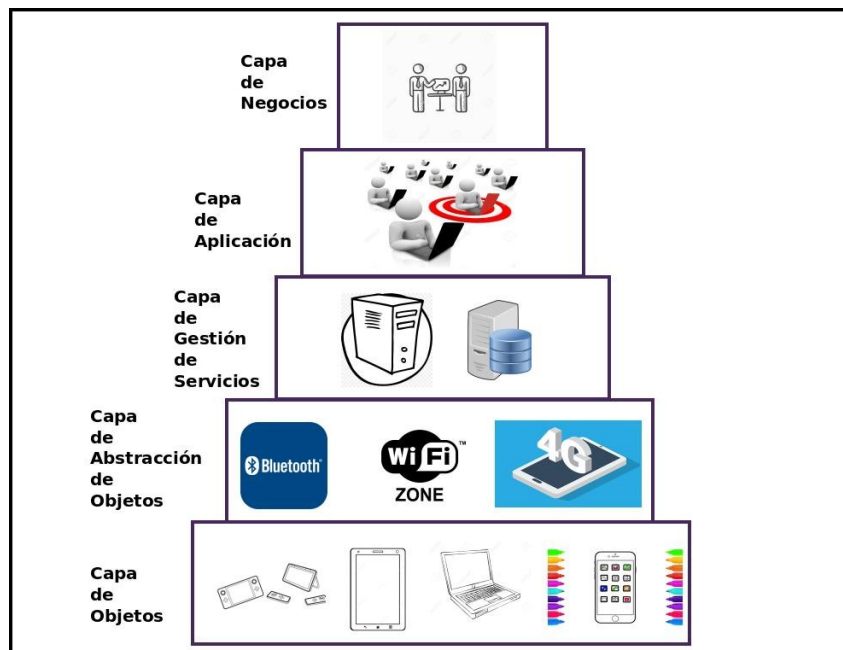 Capa
de
Negocios
Capa
de
Aplicación
Capa
de
Gestión
de
Servicios
Capa
de
Abstracción
de
Objetos
Bluetooth
Wi Fi
TM
ZONE
4G
Capa
de
Objetos